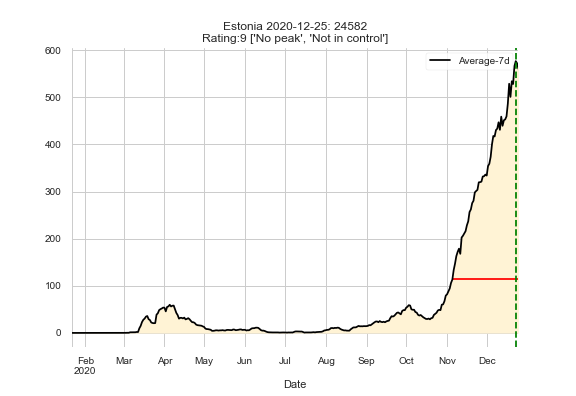 Estonia 2020-12-25: 24582
Rating:9 ['No peak', 'Not in control']
Average-7d
600
500
400
300
200
100
0
Feb Mar Apr May Jun Jul Aug Sep Oct Nov Dec
2020
Date